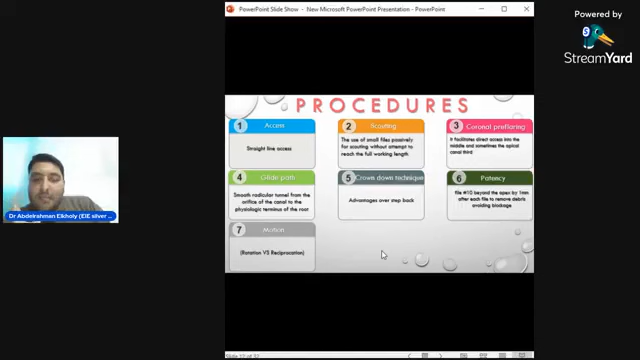 PowerPoint Slide Show - New Microsoft PowerPoint Presentation - PowerPoint
Powered by
StreamYard
PROCEDURES
1 Access
Straight line access
2 Scouting
The use of small files passively
for scouting without attempt to
reach the full working length
3 Coronal preflaring
It facilitates direct access into the
middle and sometimes the apical
canal third
4 Glide path
Smooth radicular tunnel from the
orifice of the canal to the
physiologic terminus of the root
5 Crown down technique
Advantages over step back
6 Patency
File #10 beyond the apex by 1mm
after each file to remove debris
avoiding blockage
7 Motion
(Rotation VS Reciprocation)
Dr Abdelrahman Elkholy (EIE silver ...